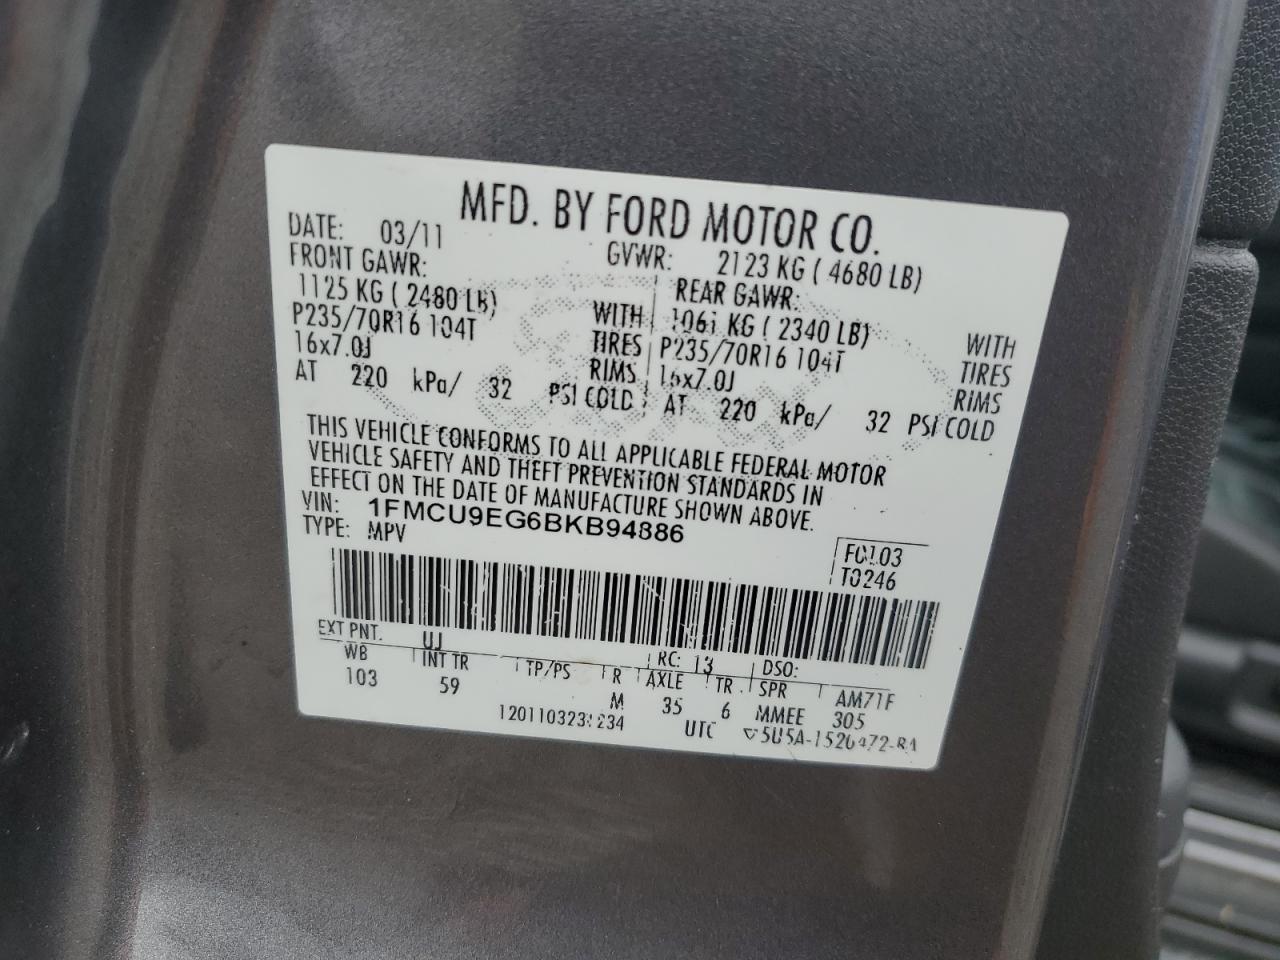 MFD. BY FORD MOTOR CO.
DATE: 03/11 GVWR: 2123 KG ( 4680 LB)
FRONT GAWR: REAR GAWR:
1125 KG ( 2480 LB) WITH 1061 KG ( 2340 LB) WITH
P235/70R16 104T TIRES P235/70R16 104T TIRES
16x7.0J RIMS 16x7.0J RIMS
AT 220 kPa/ 32 PSI COLD AT 220 kPa/ 32 PSI COLD
THIS VEHICLE CONFORMS TO ALL APPLICABLE FEDERAL MOTOR
VEHICLE SAFETY AND THEFT PREVENTION STANDARDS IN
EFFECT ON THE DATE OF MANUFACTURE SHOWN ABOVE.
VIN: 1FMCU9EG6BKB94886
TYPE: MPV
F0103
T0246
EXT PNT. UJ RC: 13 DSO:
WB INT TR TP/PS R AXLE TR SPR AM71F
103 59 M 35 6 MMEE 305
UTC